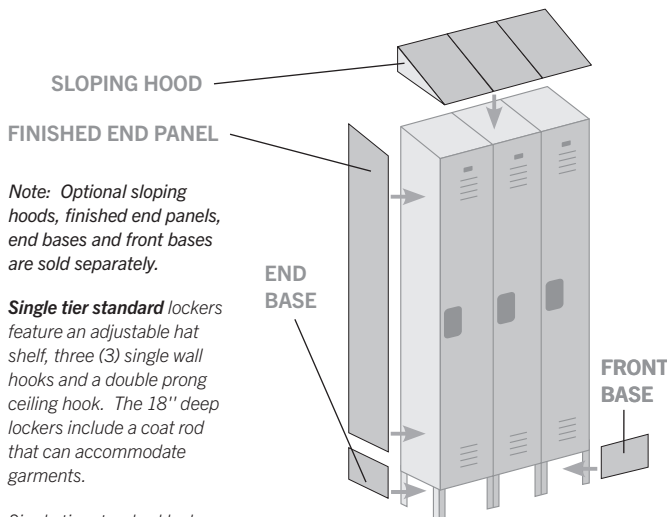 SLOPING HOOD
FINISHED END PANEL
Note: Optional sloping
hoods, finished end panels,
end bases and front bases
are sold separately.
Single tier standard lockers
feature an adjustable hat
shelf, three (3) single wall
hooks and a double prong
ceiling hook. The 18" deep
lockers include a coat rod
that can accommodate
garments.
END
BASE
FRONT
BASE